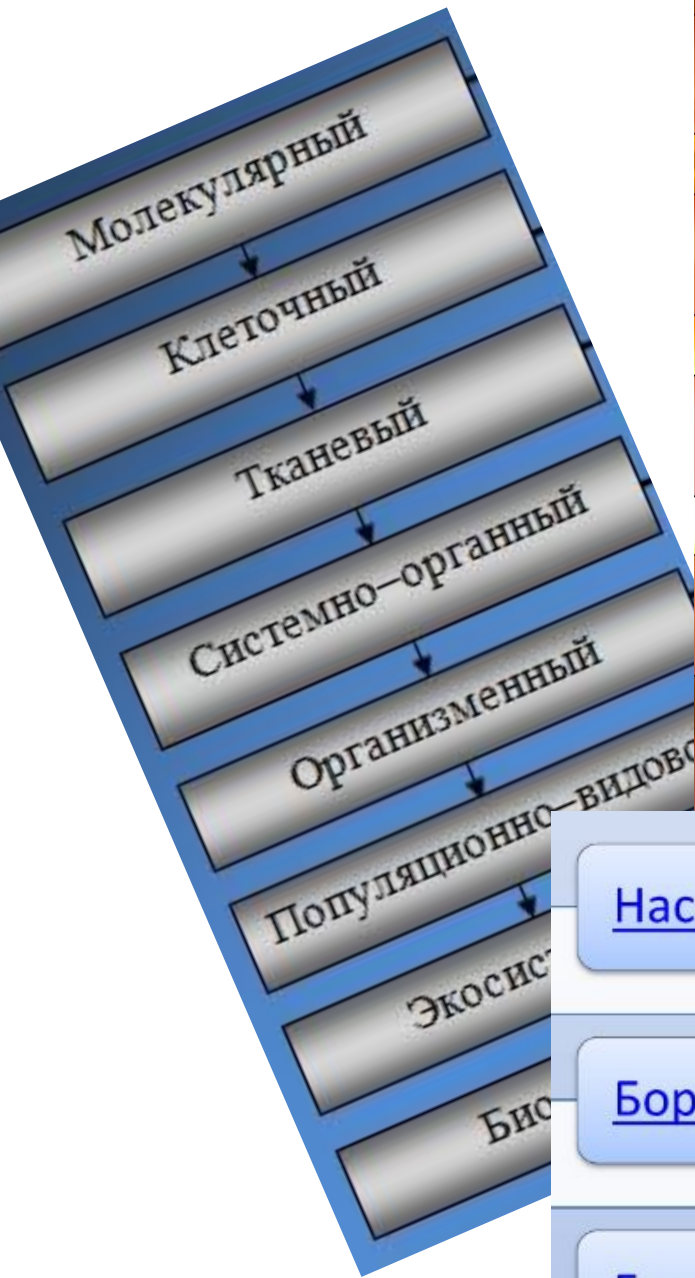 Молекулярный
Клеточный
Тканевый
Системно–органный
Организменный
Популяционно–видово
Экосист
Био
Нас
Бор